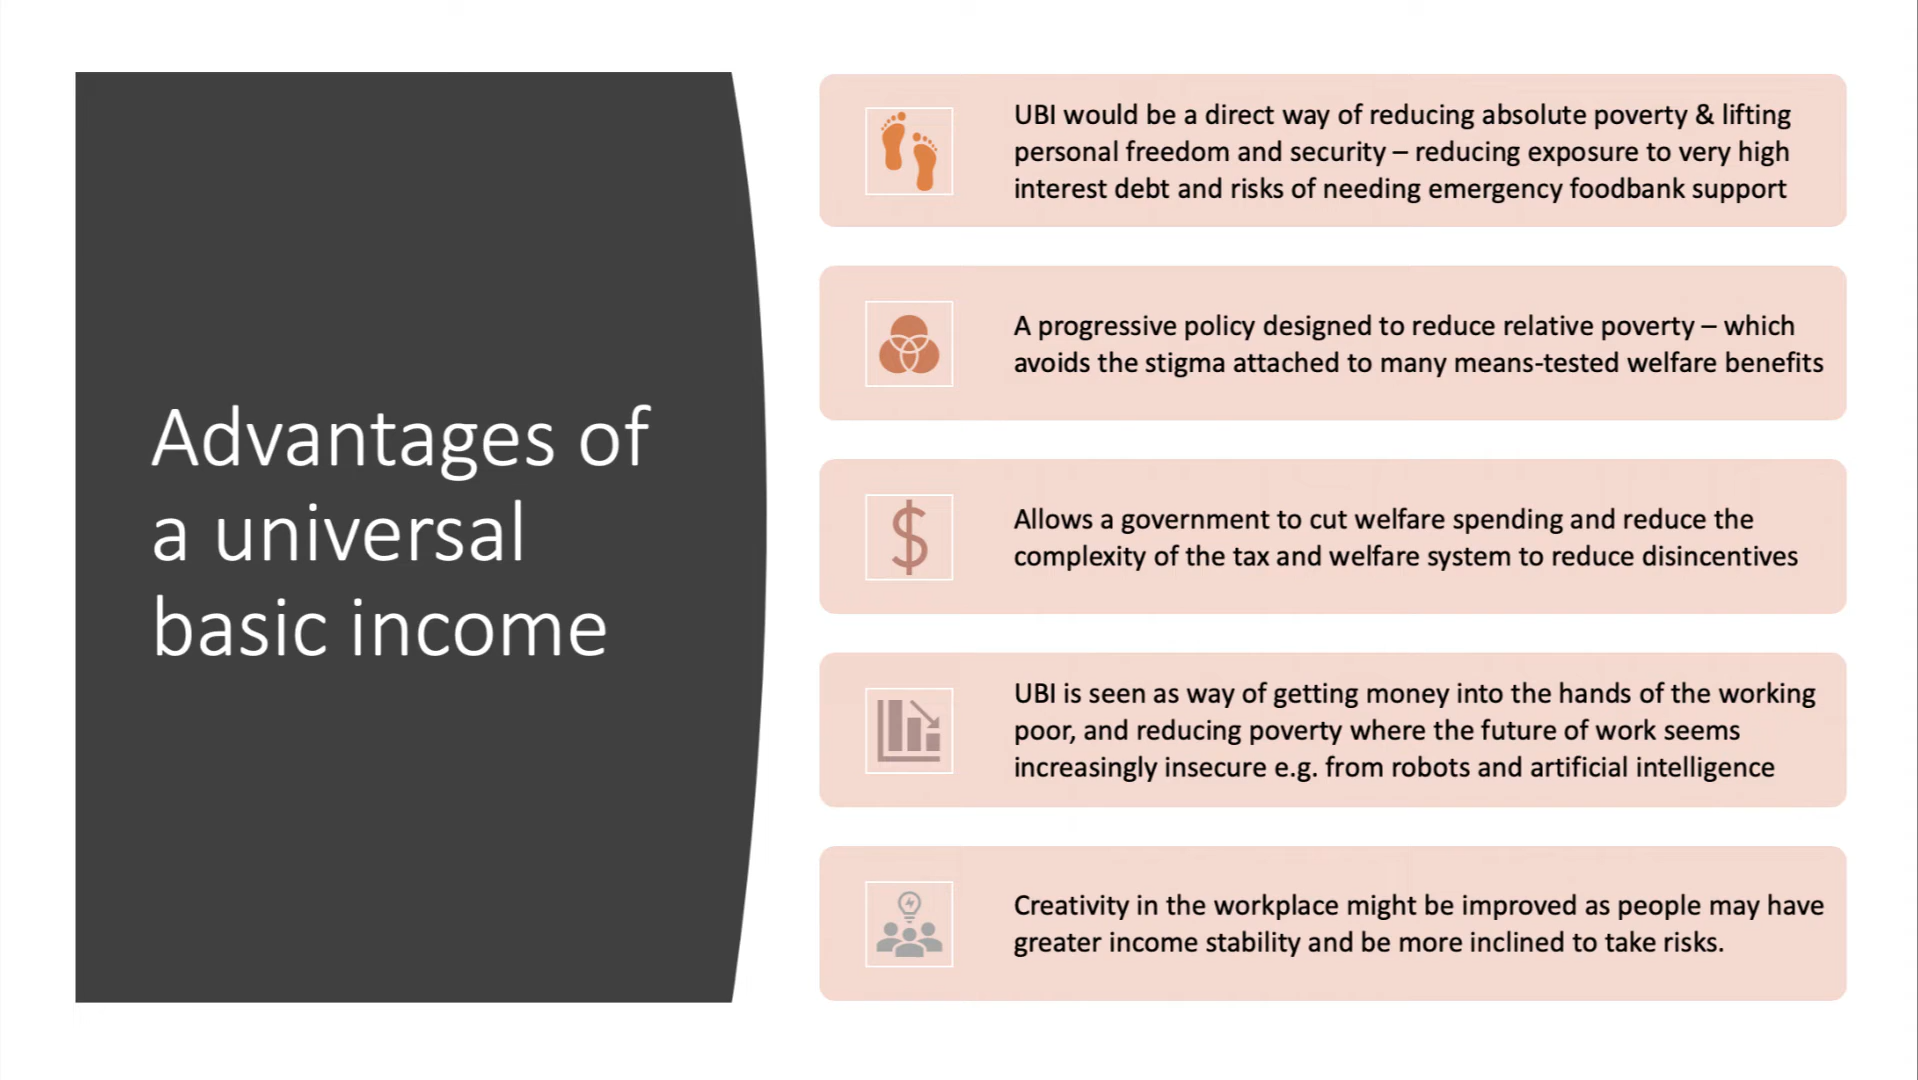 Advantages of
a universal
basic income
UBI would be a direct way of reducing absolute poverty & lifting
personal freedom and security – reducing exposure to very high
interest debt and risks of needing emergency foodbank support
A progressive policy designed to reduce relative poverty – which
avoids the stigma attached to many means-tested welfare benefits
Allows a government to cut welfare spending and reduce the
complexity of the tax and welfare system to reduce disincentives
UBI is seen as way of getting money into the hands of the working
poor, and reducing poverty where the future of work seems
increasingly insecure e.g. from robots and artificial intelligence
Creativity in the workplace might be improved as people may have
greater income stability and be more inclined to take risks.